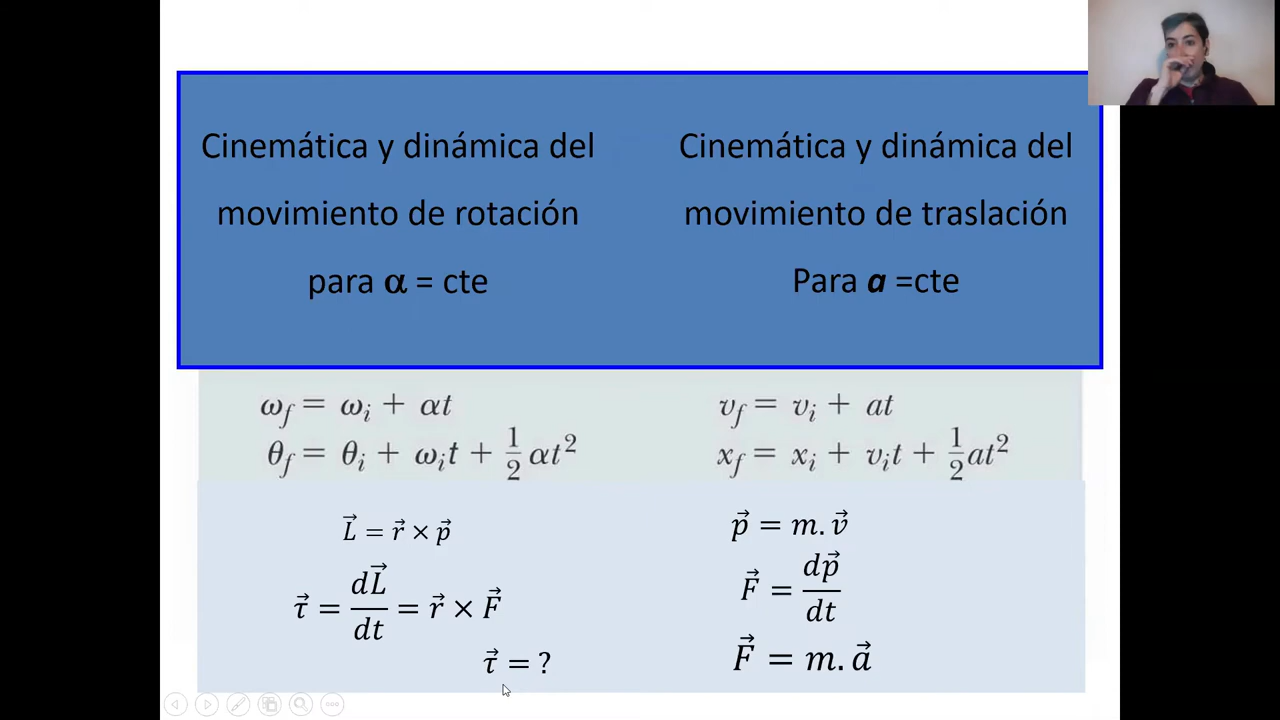 Cinemática y dinámica del
movimiento de rotación
para α = cte
Cinemática y dinámica del
movimiento de traslación
Para a =cte
ω_f = ω_i + αt
θ_f = θ_i + ω_i t + 1/2 αt²
v_f = v_i + at
x_f = x_i + v_i t + 1/2 at²
L⃗ = r⃗ × p⃗
τ⃗ = dL⃗/dt = r⃗ × F⃗
τ⃗ = ?
p⃗ = m. v⃗
F⃗ = dp⃗/dt
F⃗ = m. a⃗